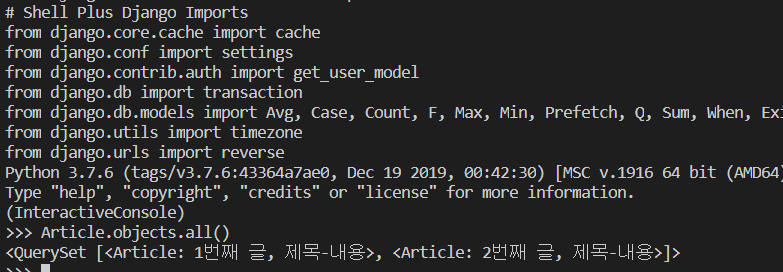 # Shell Plus Django Imports
from django.core.cache import cache
from django.conf import settings
from django.contrib.auth import get_user_model
from django.db import transaction
from django.db.models import Avg, Case, Count, F, Max, Min, Prefetch, Q, Sum, When, Exi
from django.utils import timezone
from django.urls import reverse
Python 3.7.6 (tags/v3.7.6:43364a7ae0, Dec 19 2019, 00:42:30) [MSC v.1916 64 bit (AMD64
Type "help", "copyright", "credits" or "license" for more information.
(InteractiveConsole)
>>> Article.objects.all()
<QuerySet [<Article: 1번째 글, 제목-내용>, <Article: 2번째 글, 제목-내용>]>
>>>